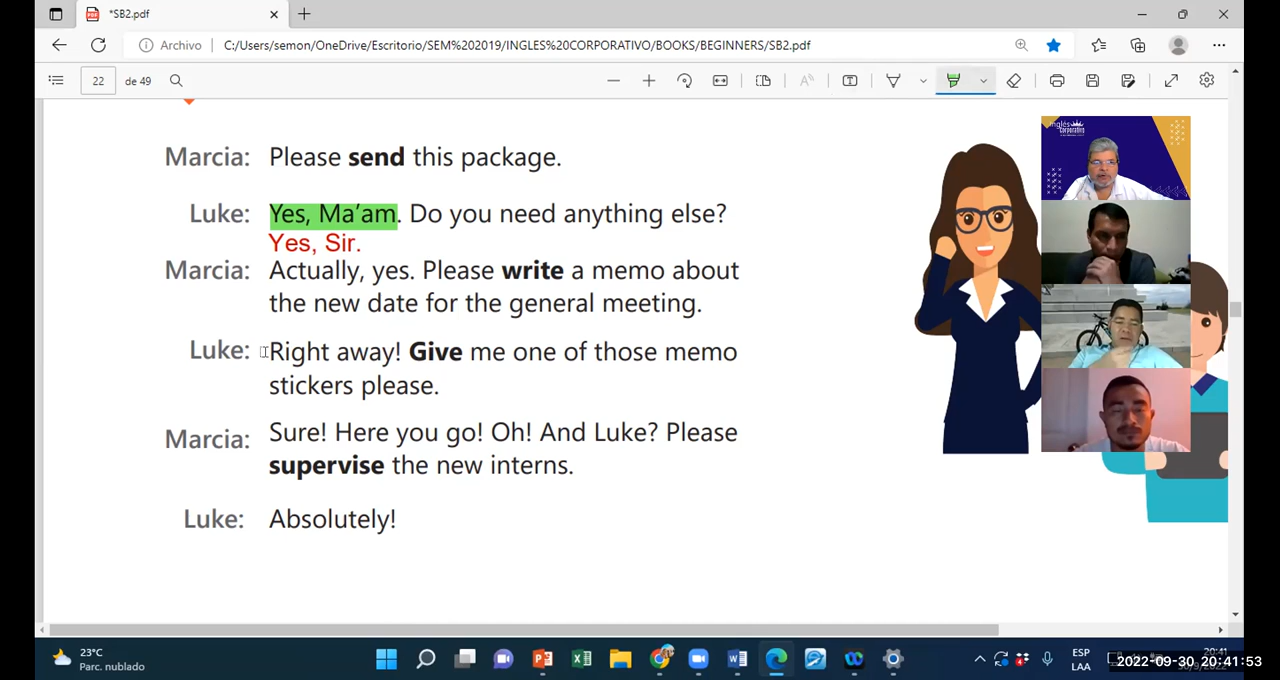 *SB2.pdf
Archivo
C:/Users/semon/OneDrive/Escritorio/SEM%202019/INGLES%20CORPORATIVO/BOOKS/BEGINNERS/SB2.pdf
22 de 49
Marcia: Please send this package.
Luke: Yes, Ma’am. Do you need anything else?
Yes, Sir.
Marcia: Actually, yes. Please write a memo about
the new date for the general meeting.
Luke: Right away! Give me one of those memo
stickers please.
Marcia: Sure! Here you go! Oh! And Luke? Please
supervise the new interns.
Luke: Absolutely!
Inglés
Corporativo
23°C
Parc. nublado
ESP
LAA
2022-09-30 20:41:53